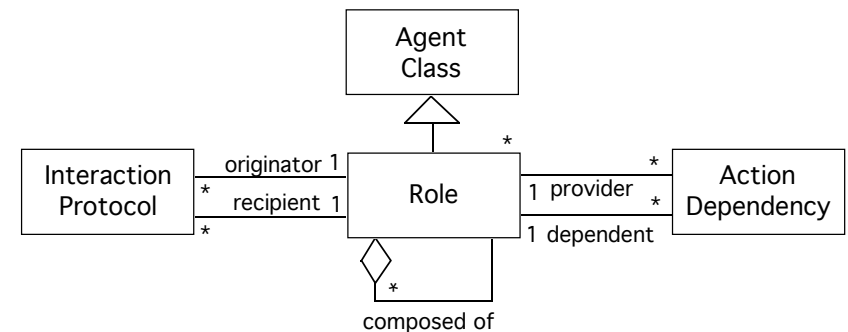 Agent
Class
*
Interaction
Protocol
originator 1
*
recipient 1
*
Role
*
1 provider
*
1 dependent
Action
Dependency
*
composed of